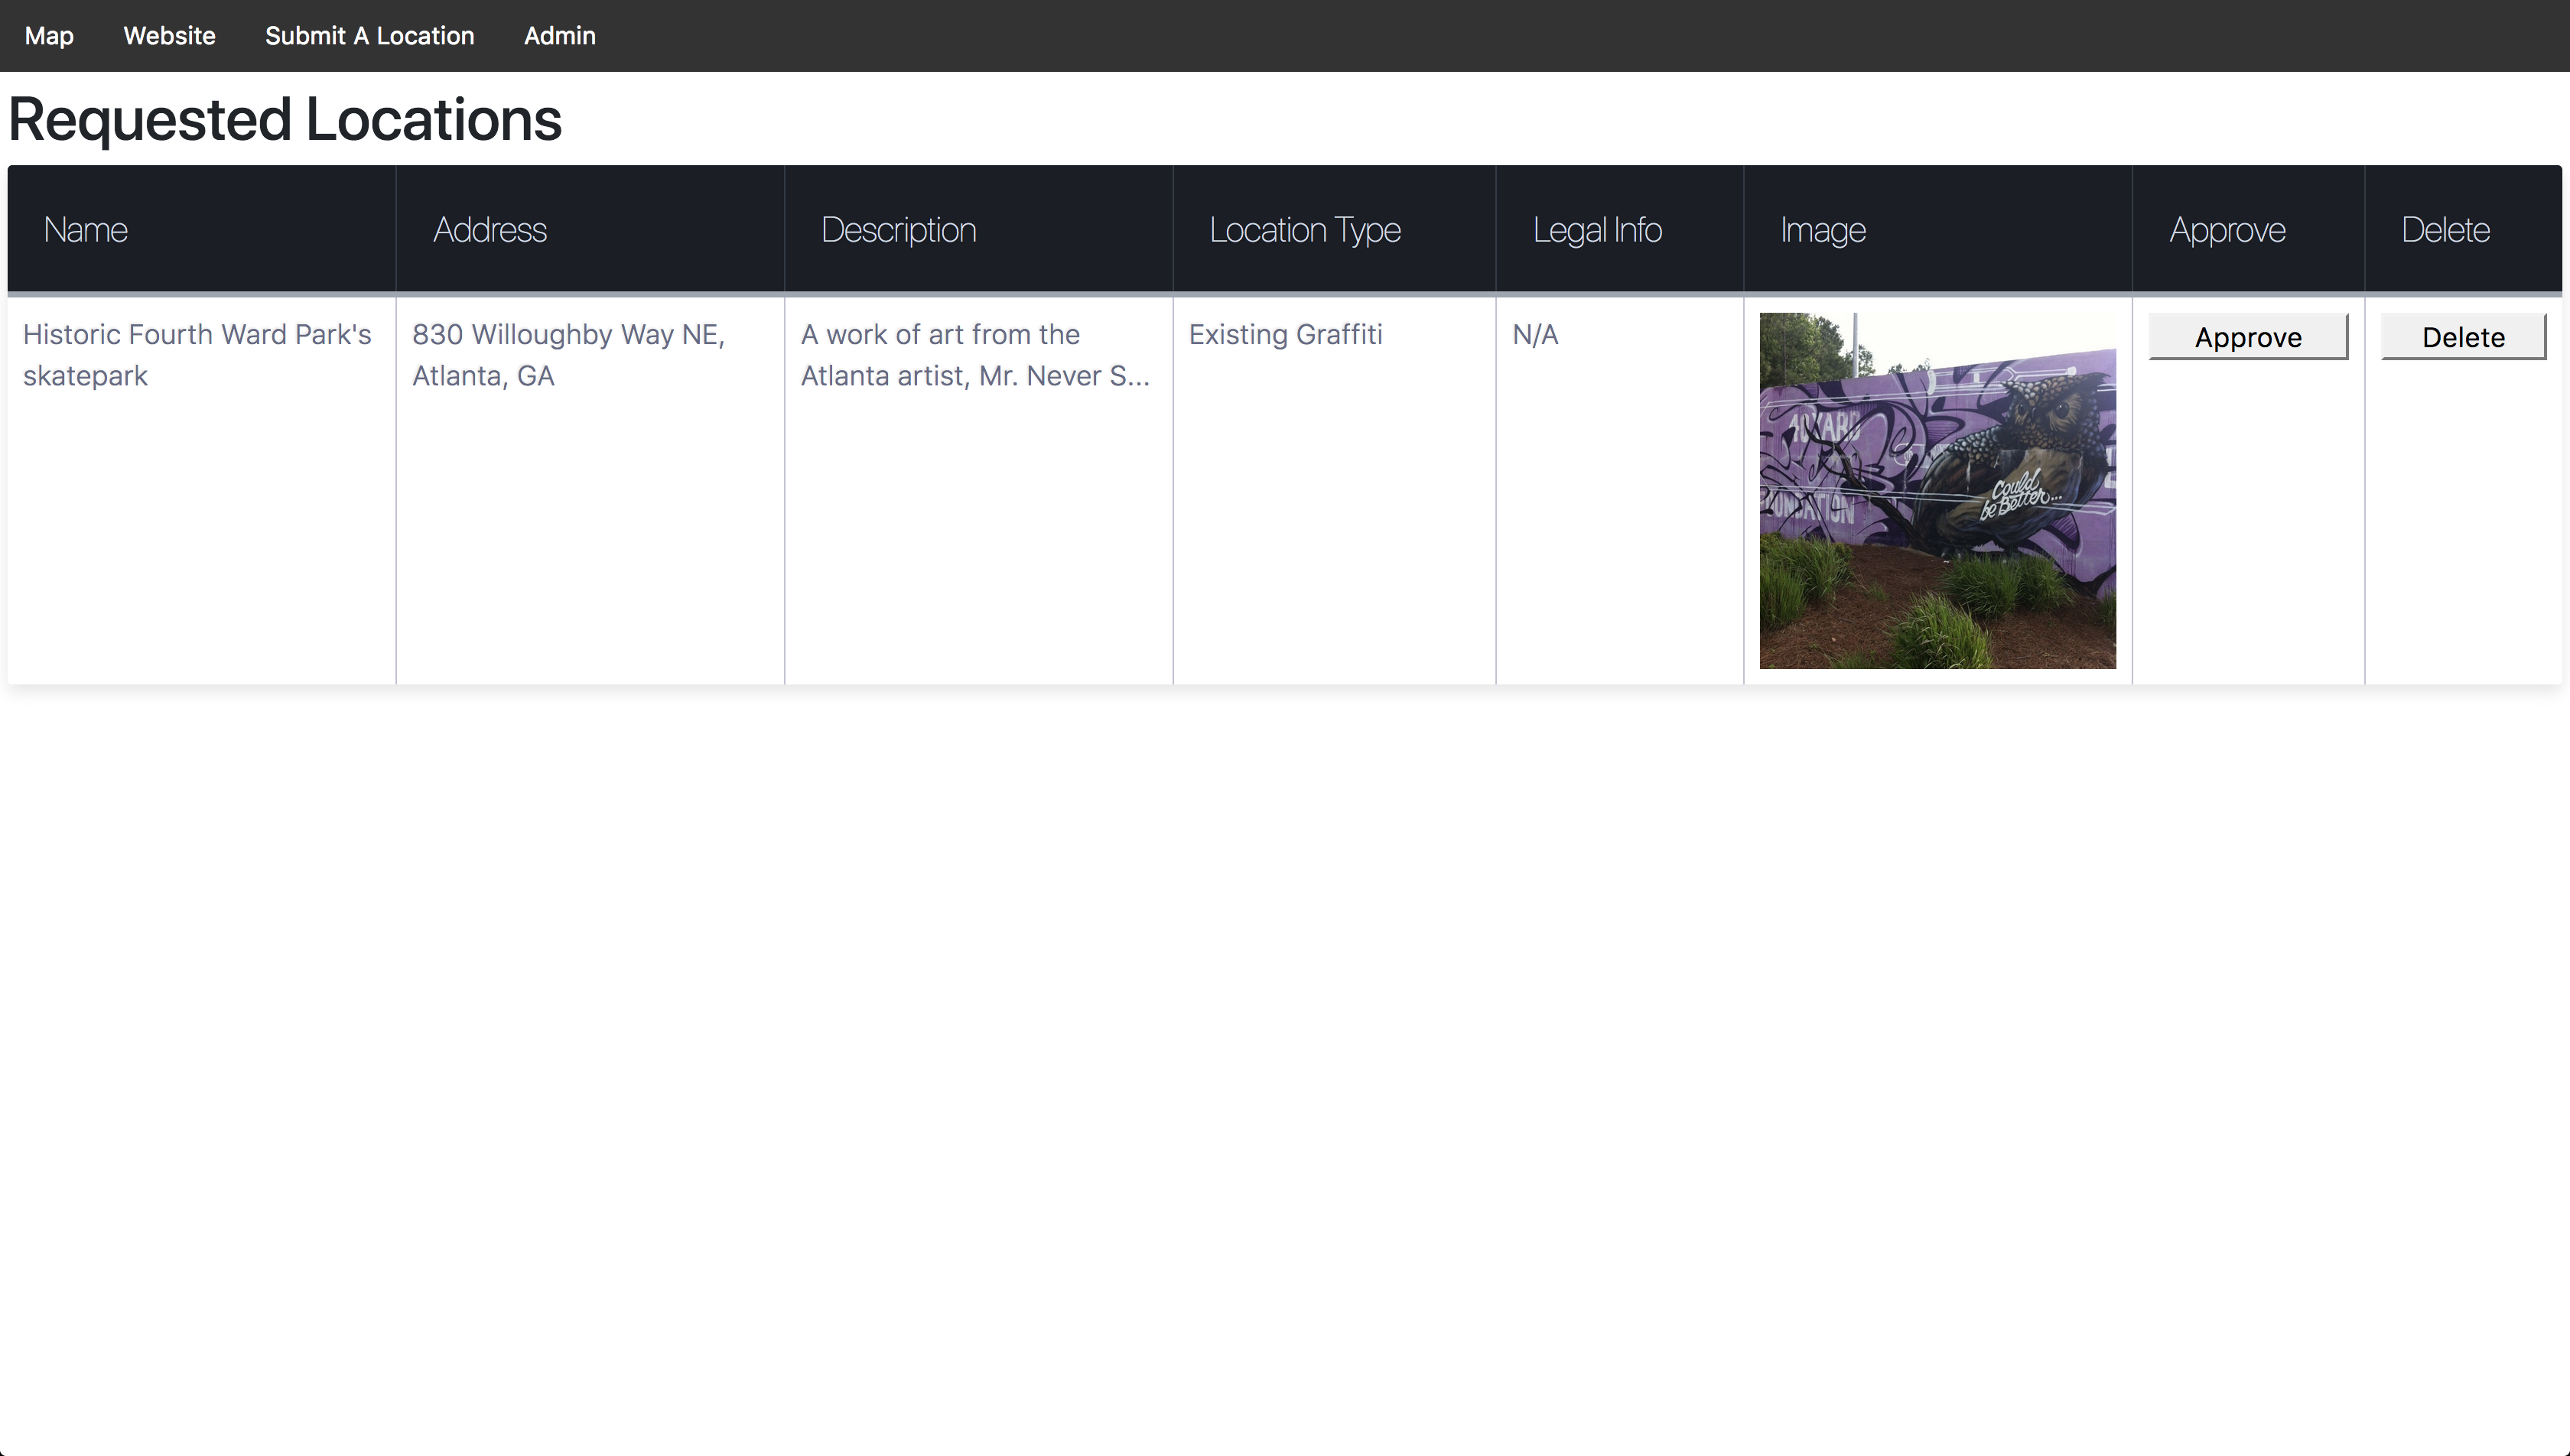 Map Website Submit A Location Admin
Requested Locations
Name Address Description Location Type Legal Info Image Approve Delete
Historic Fourth Ward Park's
skatepark
830 Willoughby Way NE,
Atlanta, GA
A work of art from the
Atlanta artist, Mr. Never S...
Existing Graffiti
N/A
Could
be Better...
Approve
Delete